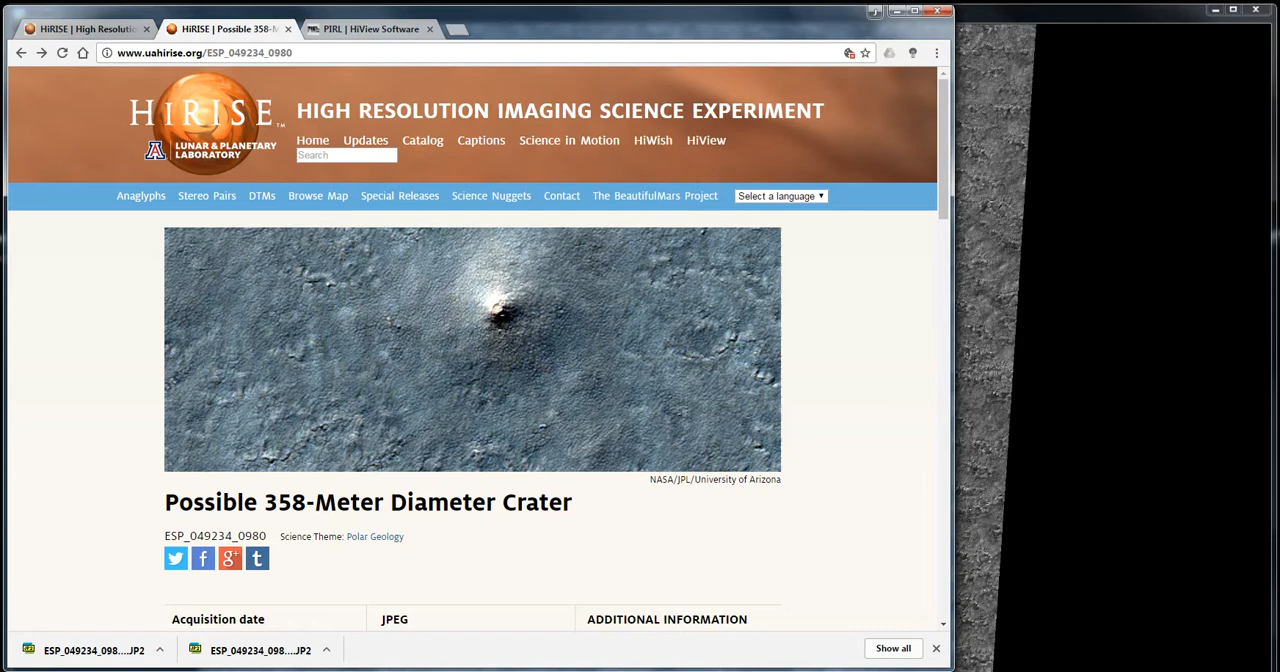 HiRISE | High Resolutio
HiRISE | Possible 358-M
PIRL | HiView Software
www.uahirise.org/ESP_049234_0980
HiRISE™
LUNAR & PLANETARY
LABORATORY
HIGH RESOLUTION IMAGING SCIENCE EXPERIMENT
Home Updates Catalog Captions Science in Motion HiWish HiView
Search
Anaglyphs Stereo Pairs DTMs Browse Map Special Releases Science Nuggets Contact The BeautifulMars Project Select a language
NASA/JPL/University of Arizona
Possible 358-Meter Diameter Crater
ESP_049234_0980 Science Theme: Polar Geology
Acquisition date JPEG ADDITIONAL INFORMATION
ESP_049234_098....JP2 ESP_049234_098....JP2 Show all